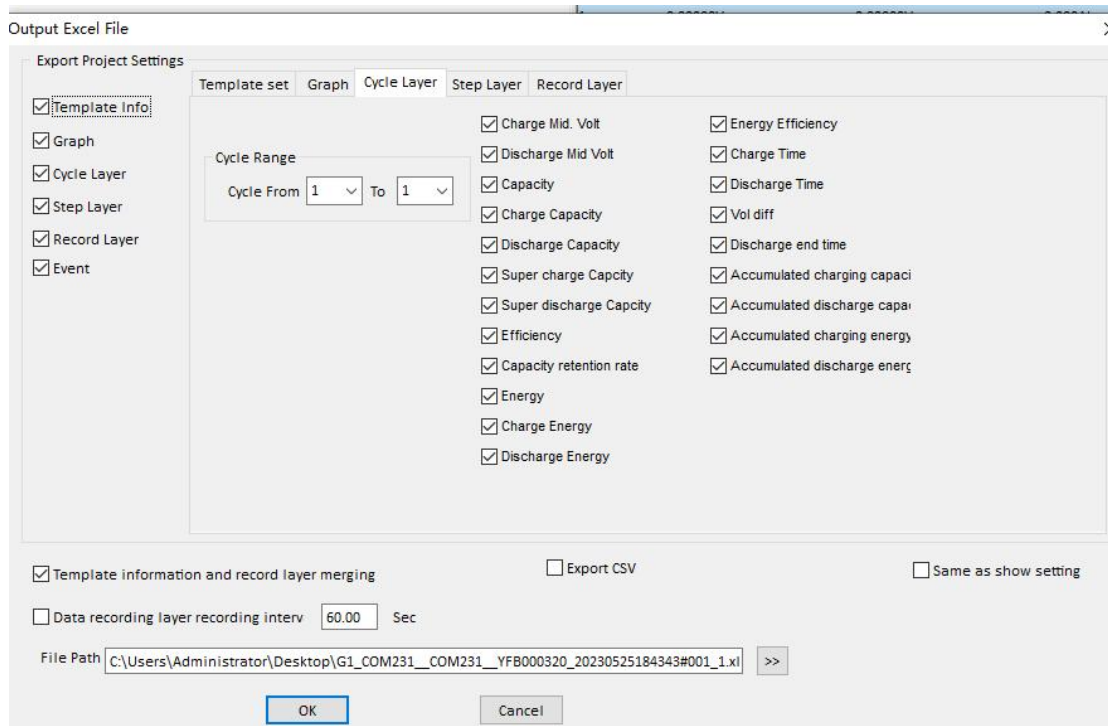 Output Excel File
Export Project Settings
Template set Graph Cycle Layer Step Layer Record Layer
Template Info
Graph
Cycle Layer
Step Layer
Record Layer
Event
Cycle Range
Cycle From 1 To 1
Charge Mid. Volt
Discharge Mid Volt
Capacity
Charge Capacity
Discharge Capacity
Super charge Capcity
Super discharge Capcity
Efficiency
Capacity retention rate
Energy
Charge Energy
Discharge Energy
Energy Efficiency
Charge Time
Discharge Time
Vol diff
Discharge end time
Accumulated charging capaci
Accumulated discharge capa
Accumulated charging energy
Accumulated discharge energ
Template information and record layer merging
Export CSV
Same as show setting
Data recording layer recording interv 60.00 Sec
File Path C:\Users\Administrator\Desktop\G1_COM231__COM231__YFB000320_20230525184343#001_1.xl >>
OK Cancel